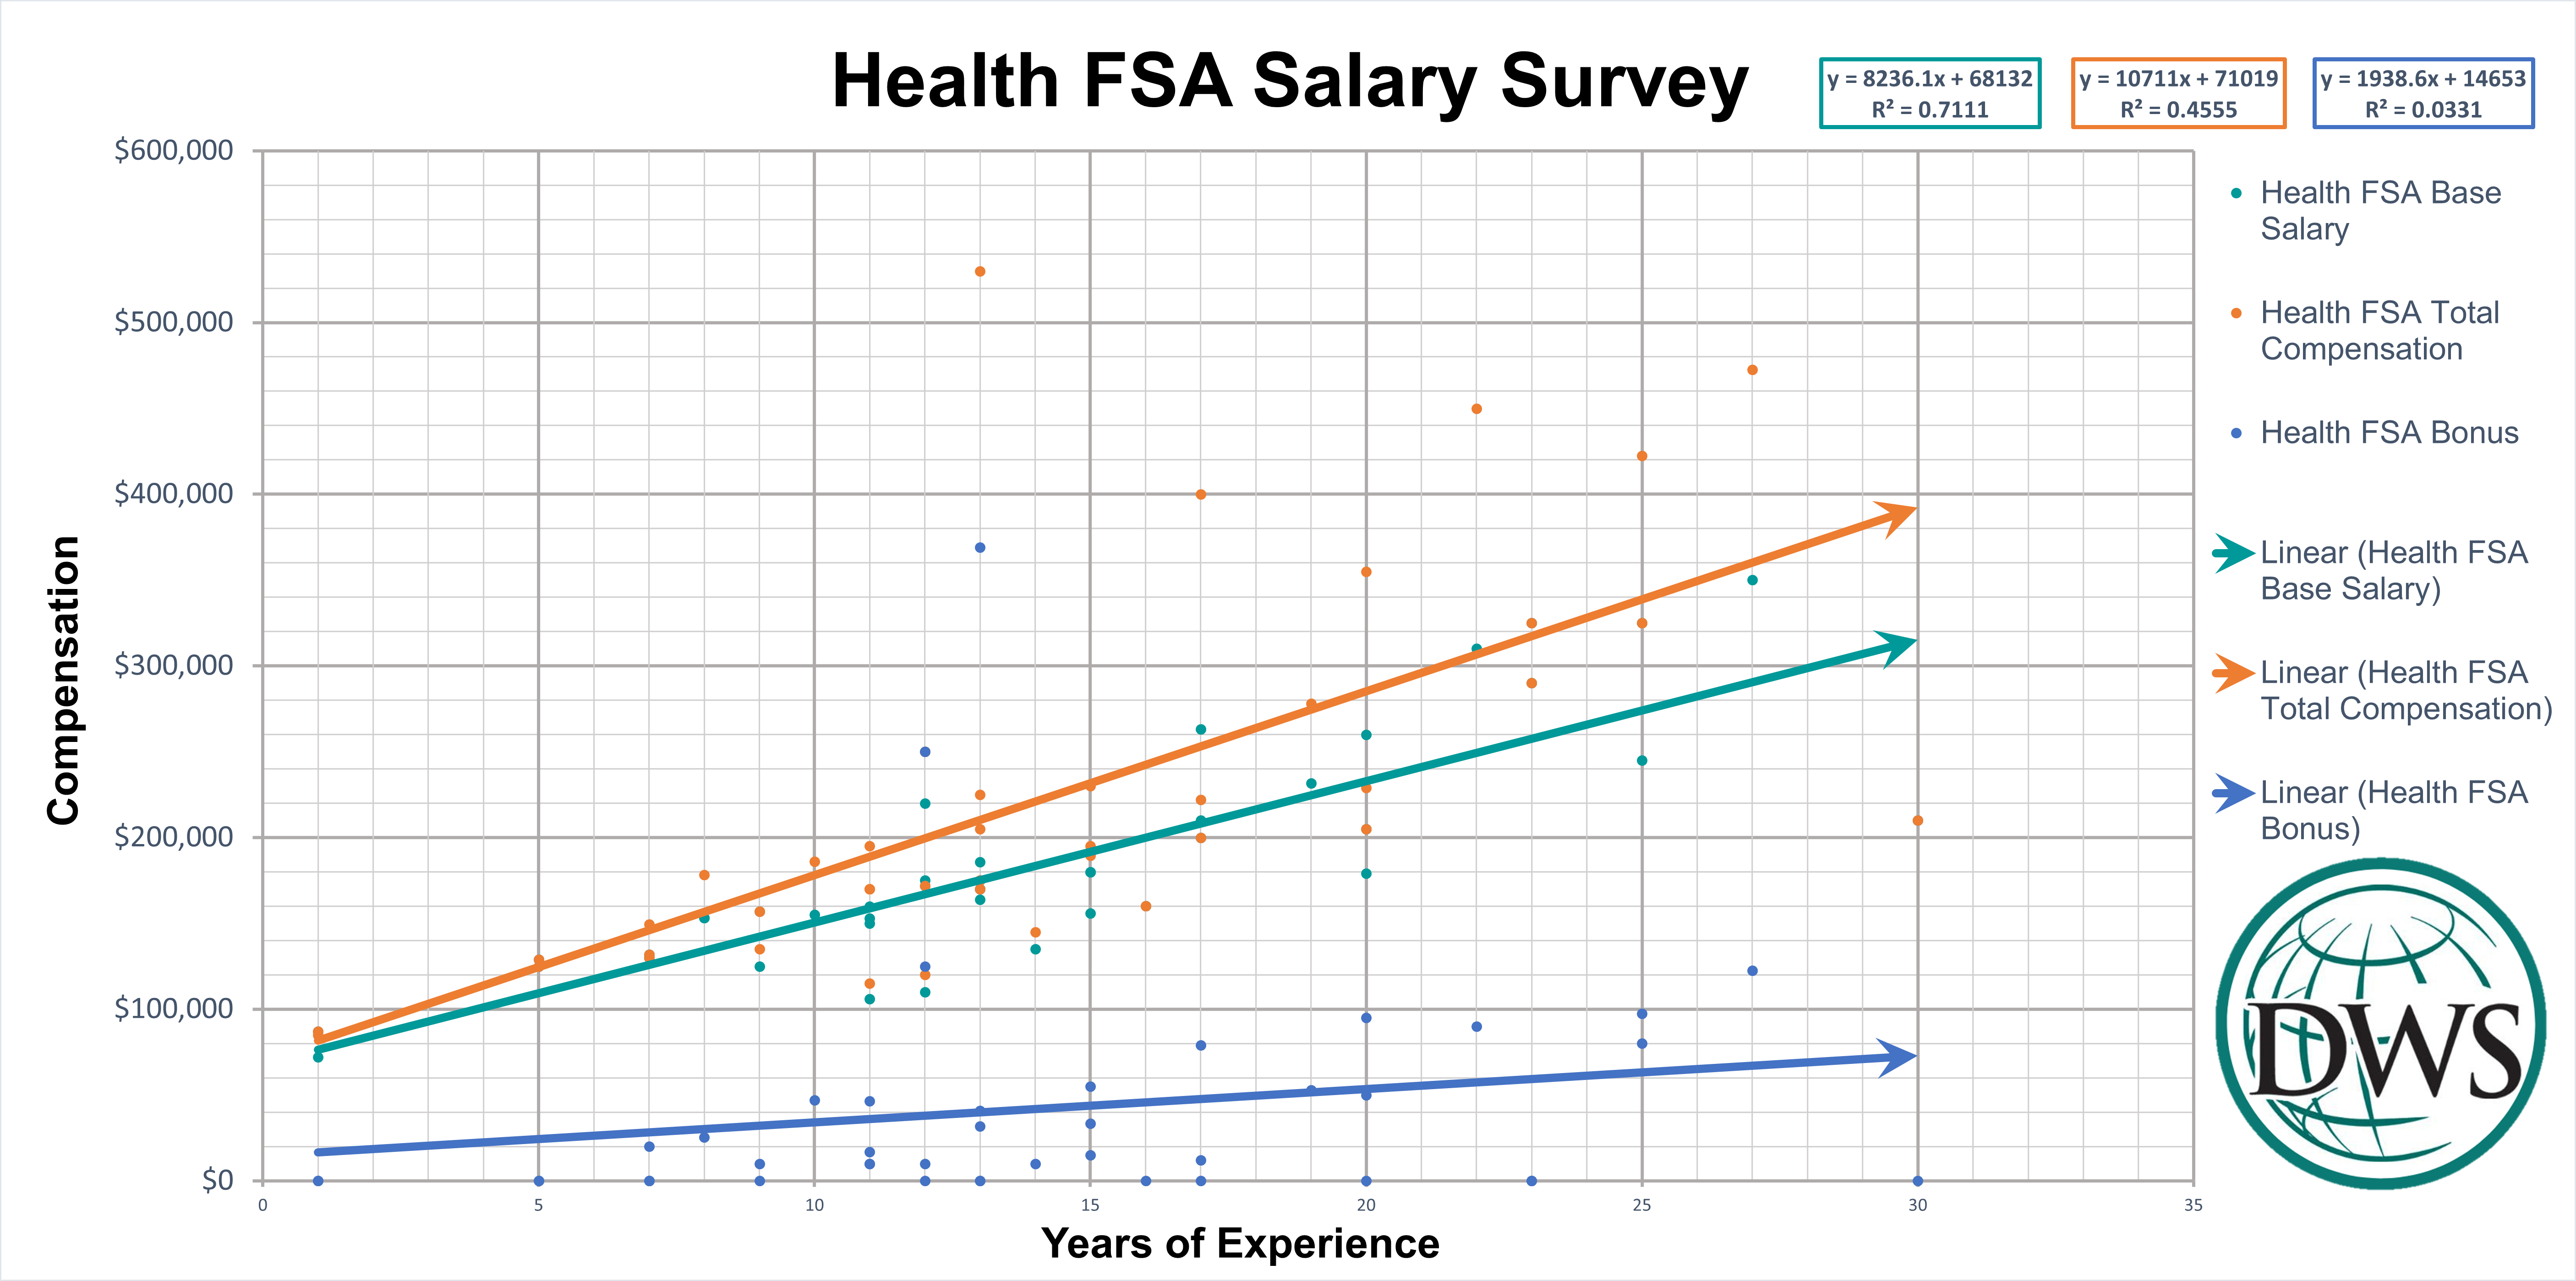 Health FSA Salary Survey
y = 8236.1x + 68132
R² = 0.7111
y = 10711x + 71019
R² = 0.4555
y = 1938.6x + 14653
R² = 0.0331
$600,000
$500,000
$400,000
$300,000
$200,000
$100,000
$0
Compensation
0
5
10
15
20
25
30
35
Years of Experience
Health FSA Base
Salary
Health FSA Total
Compensation
Health FSA Bonus
Linear (Health FSA
Base Salary)
Linear (Health FSA
Total Compensation)
Linear (Health FSA
Bonus)
DWS